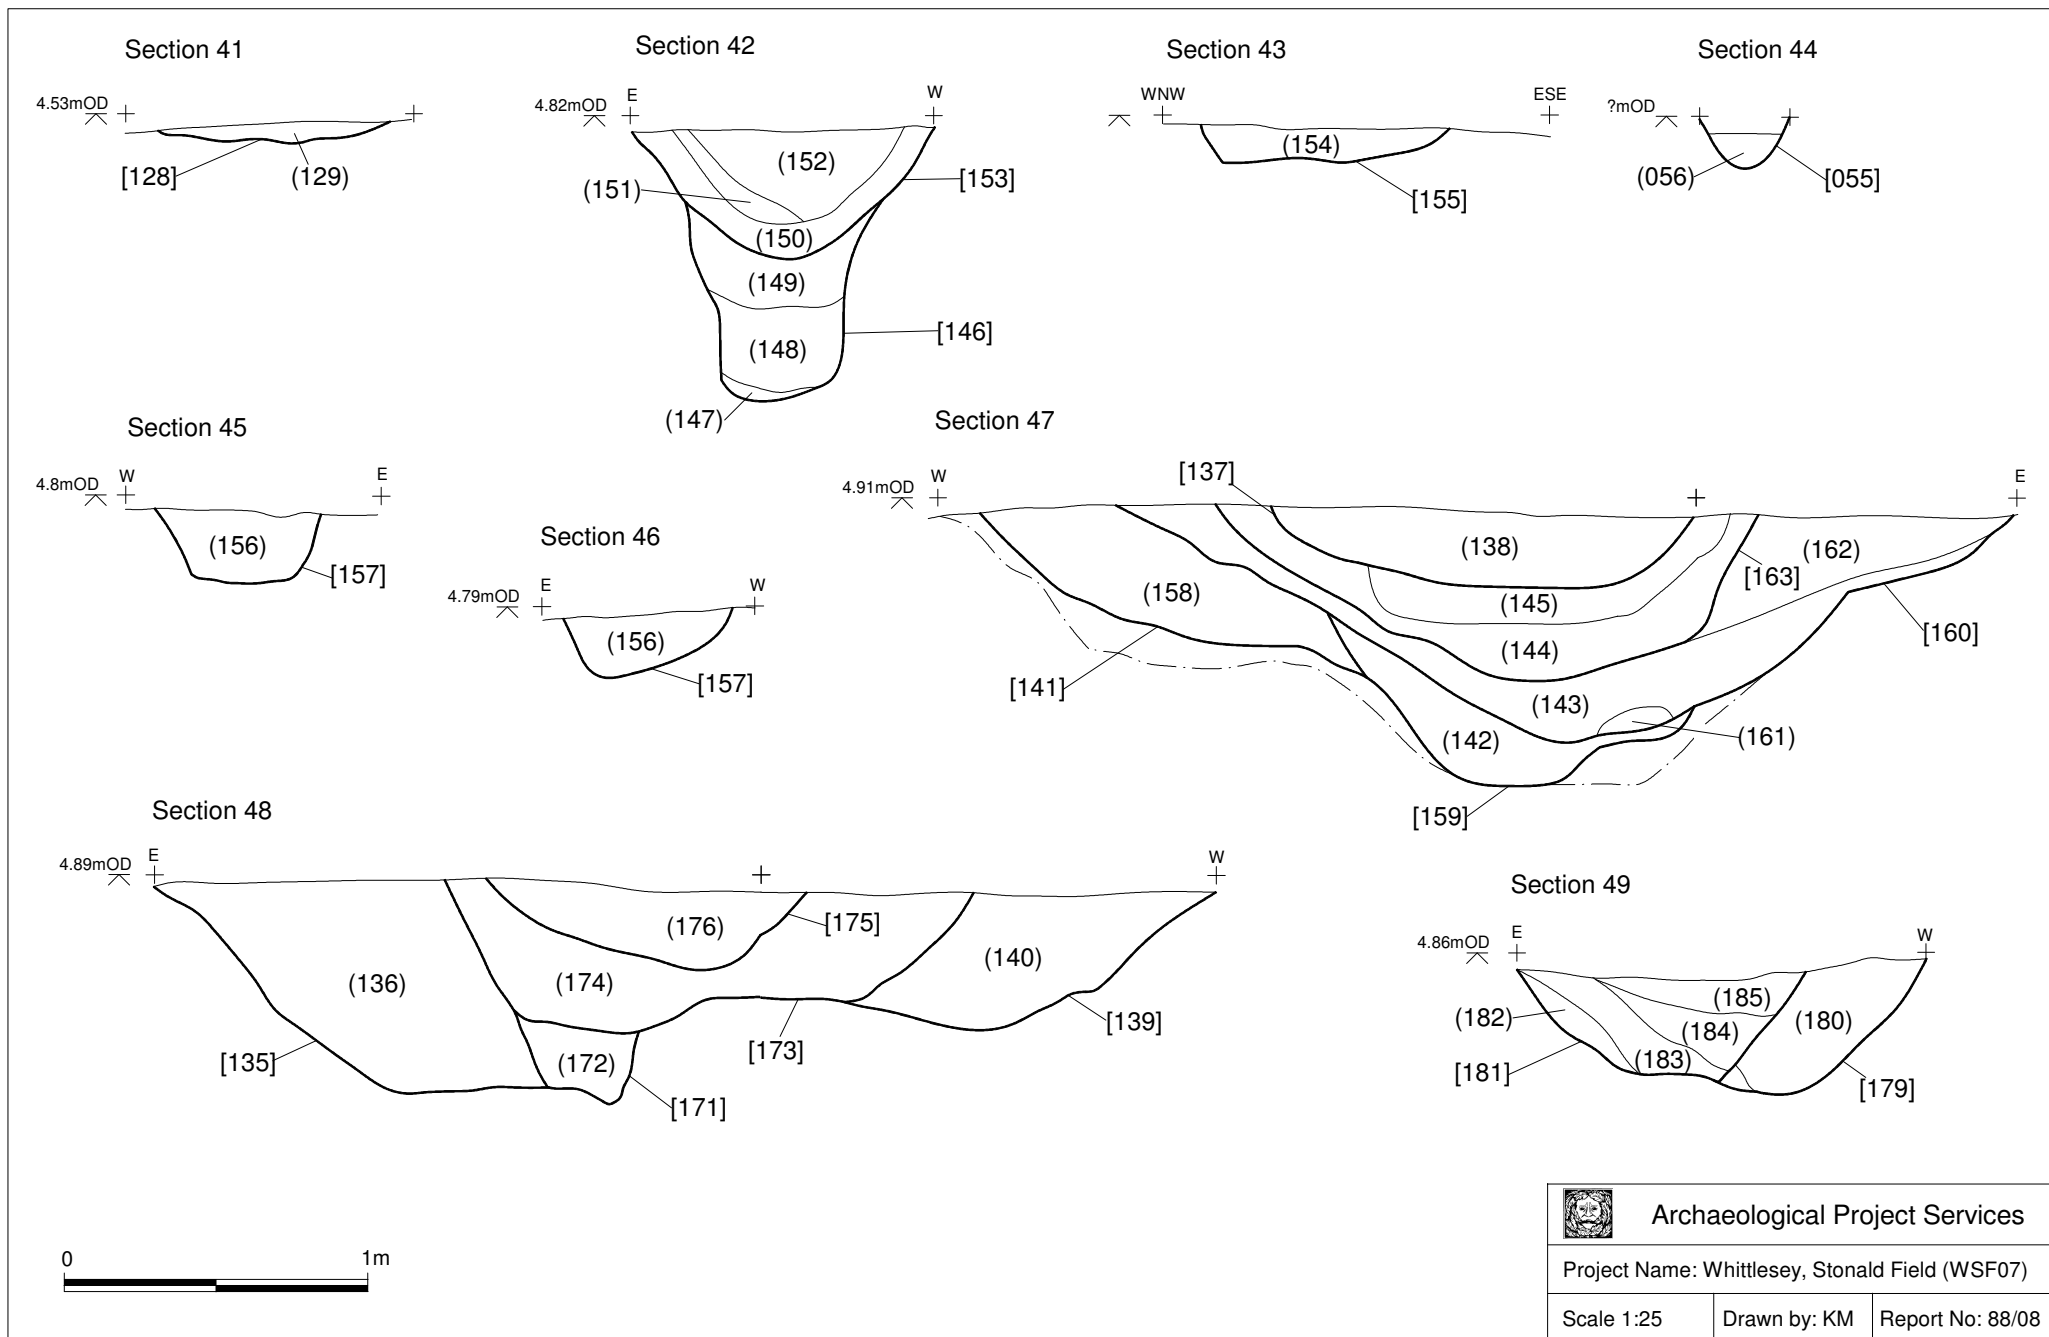 Section 41
4.53mOD
[128]
(129)
Section 42
4.82mOD
E
W
(152)
(151)
[153]
(150)
(149)
[146]
(148)
(147)
Section 43
WNW
ESE
(154)
[155]
Section 44
?mOD
(056)
[055]
Section 45
4.8mOD
W
E
(156)
[157]
Section 46
4.79mOD
E
W
(156)
[157]
Section 47
4.91mOD
W
E
[137]
(138)
(162)
[163]
(158)
(145)
[160]
(144)
[141]
(143)
(142)
(161)
[159]
Section 48
4.89mOD
E
W
(176)
[175]
(136)
(174)
(140)
[139]
[135]
(172)
[173]
[171]
Section 49
4.86mOD
E
W
(185)
(182)
(184)
(180)
(183)
[181]
[179]
0
1m
Archaeological Project Services
Project Name: Whittlesey, Stonald Field (WSF07)
Scale 1:25
Drawn by: KM
Report No: 88/08